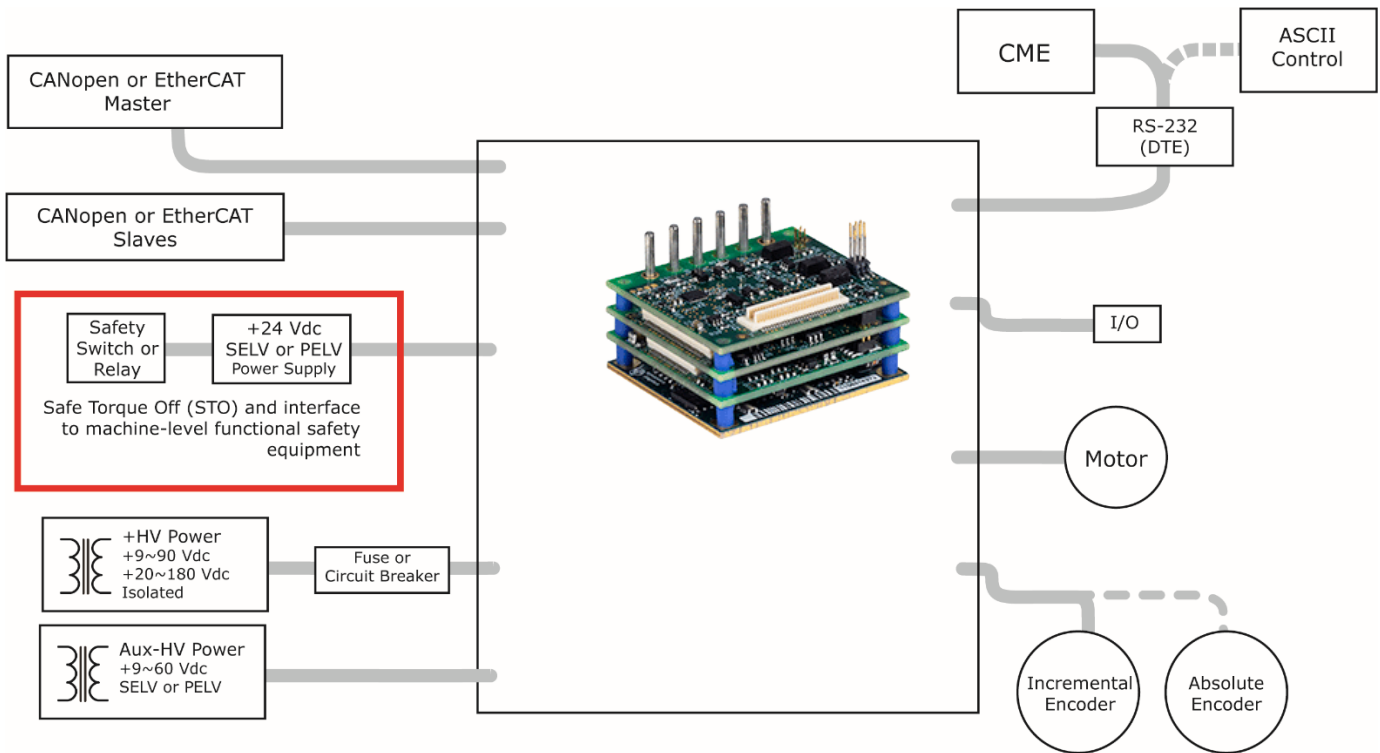 CANopen or EtherCAT
Master
CANopen or EtherCAT
Slaves
Safety
Switch or
Relay
+24 Vdc
SELV or PELV
Power Supply
Safe Torque Off (STO) and interface
to machine-level functional safety
equipment
+HV Power
+9~90 Vdc
+20~180 Vdc
Isolated
Fuse or
Circuit Breaker
Aux-HV Power
+9~60 Vdc
SELV or PELV
CME
ASCII
Control
RS-232
(DTE)
I/O
Motor
Incremental
Encoder
Absolute
Encoder